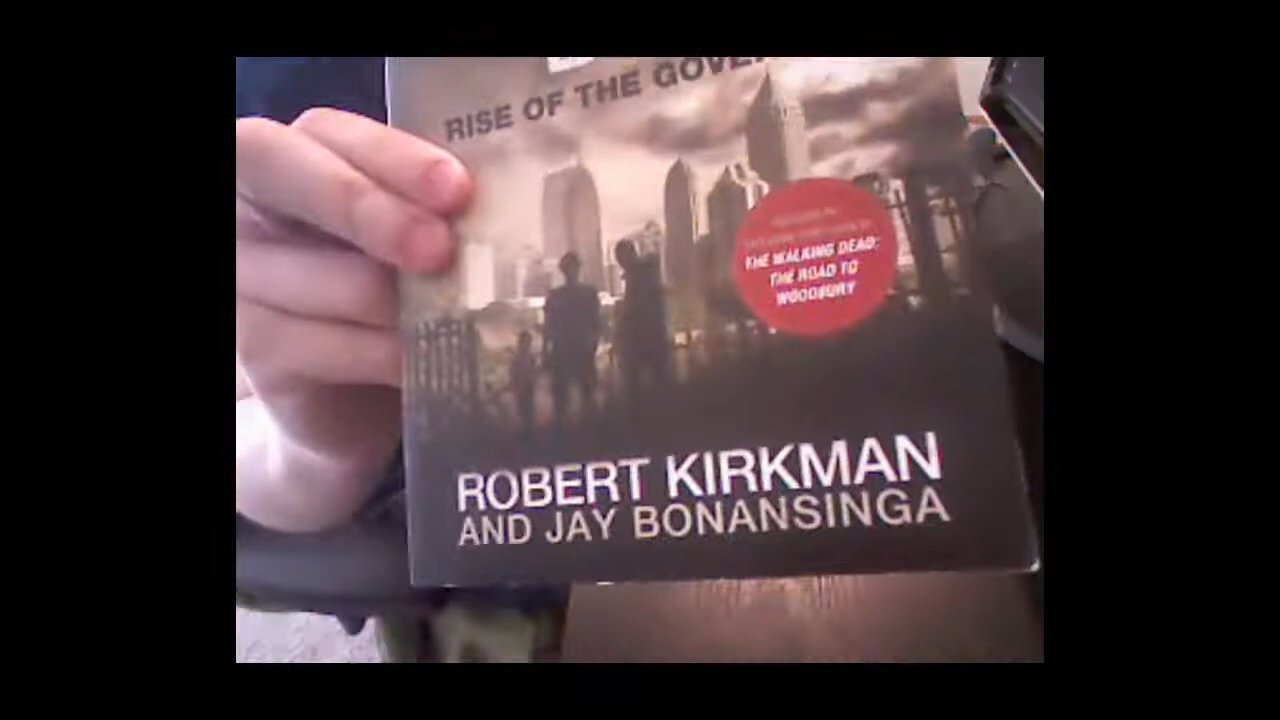 RISE OF THE GOVE
THE WALKING DEAD:
THE ROAD TO
WOODBURY
ROBERT KIRKMAN
AND JAY BONANSINGA